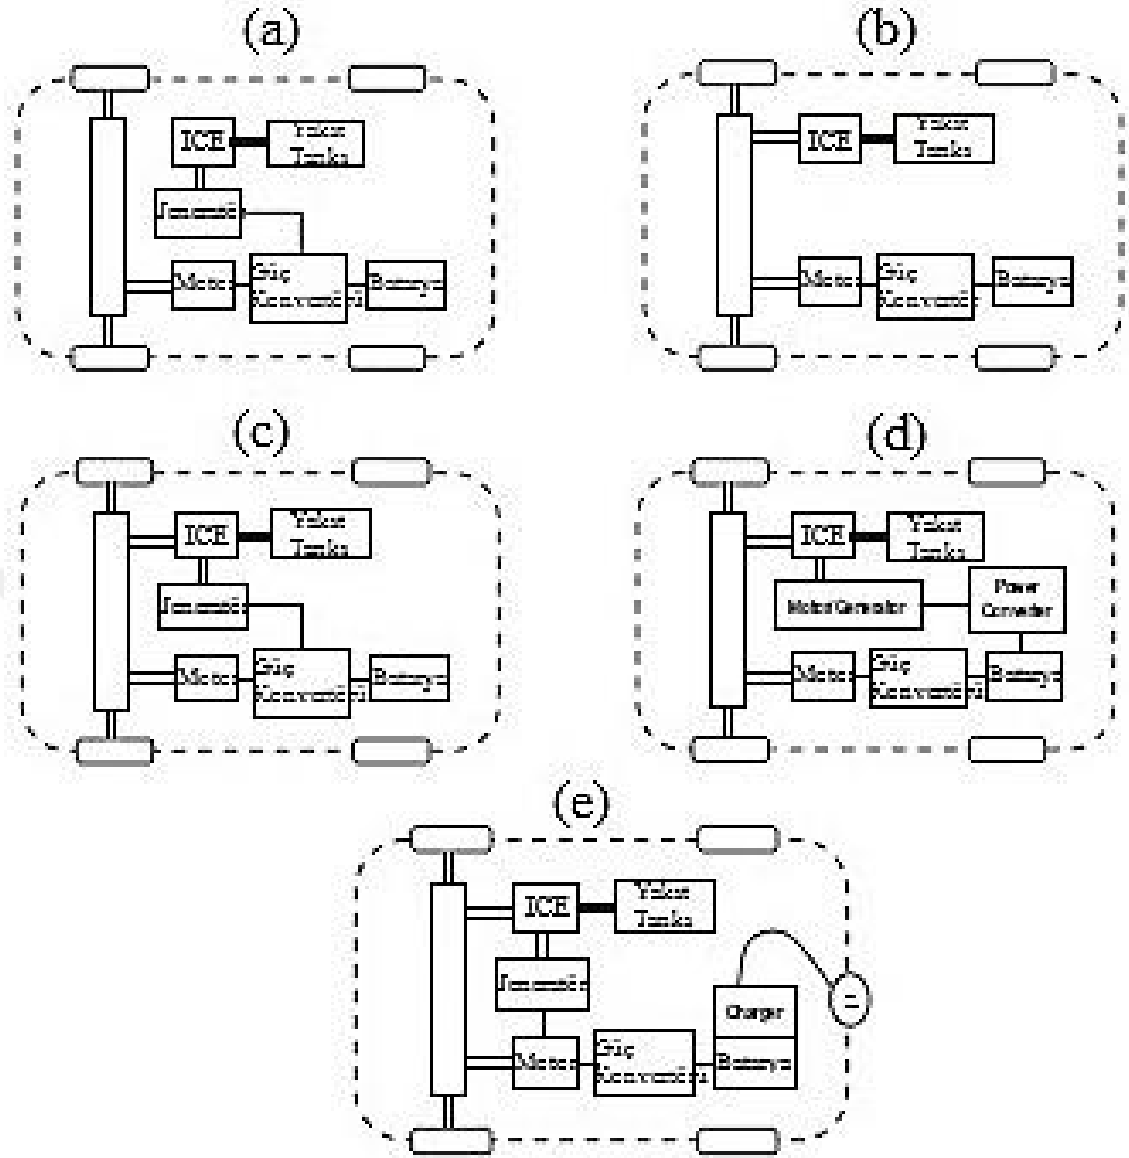 (a)
ICE
Yakıt
Tankı
Jeneratör
Motor
Güç
Konvertörü
Batarya
(b)
ICE
Yakıt
Tankı
Motor
Güç
Konvertörü
Batarya
(c)
ICE
Yakıt
Tankı
Jeneratör
Motor
Güç
Konvertörü
Batarya
(d)
ICE
Yakıt
Tankı
Motor/Generator
Power
Converter
Motor
Güç
Konvertörü
Batarya
(e)
ICE
Yakıt
Tankı
Jeneratör
Charger
Motor
Güç
Konvertörü
Batarya